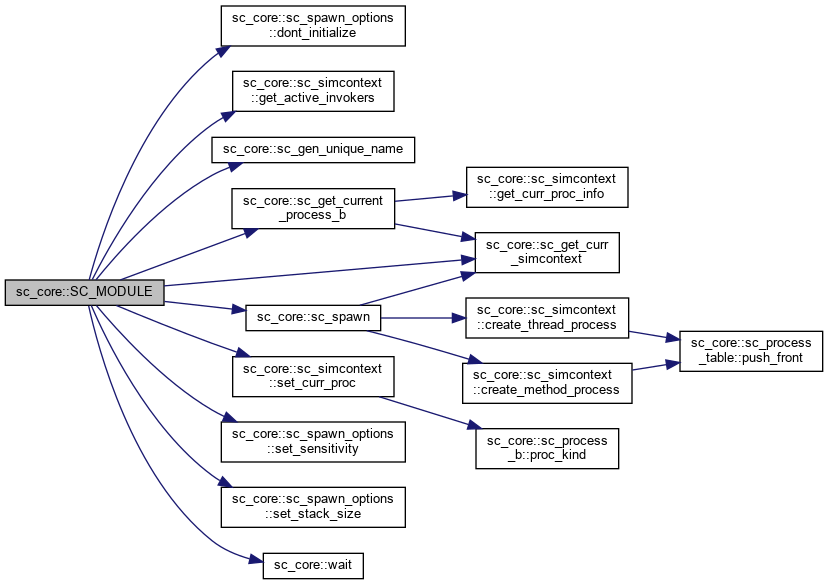 sc_core::sc_spawn_options
::dont_initialize
sc_core::sc_simcontext
::get_active_invokers
sc_core::sc_gen_unique_name
sc_core::sc_get_current
_process_b
sc_core::sc_simcontext
::get_curr_proc_info
sc_core::sc_get_curr
_simcontext
sc_core::SC_MODULE
sc_core::sc_spawn
sc_core::sc_simcontext
::create_thread_process
sc_core::sc_process
_table::push_front
sc_core::sc_simcontext
::set_curr_proc
sc_core::sc_simcontext
::create_method_process
sc_core::sc_spawn_options
::set_sensitivity
sc_core::sc_process
_b::proc_kind
sc_core::sc_spawn_options
::set_stack_size
sc_core::wait